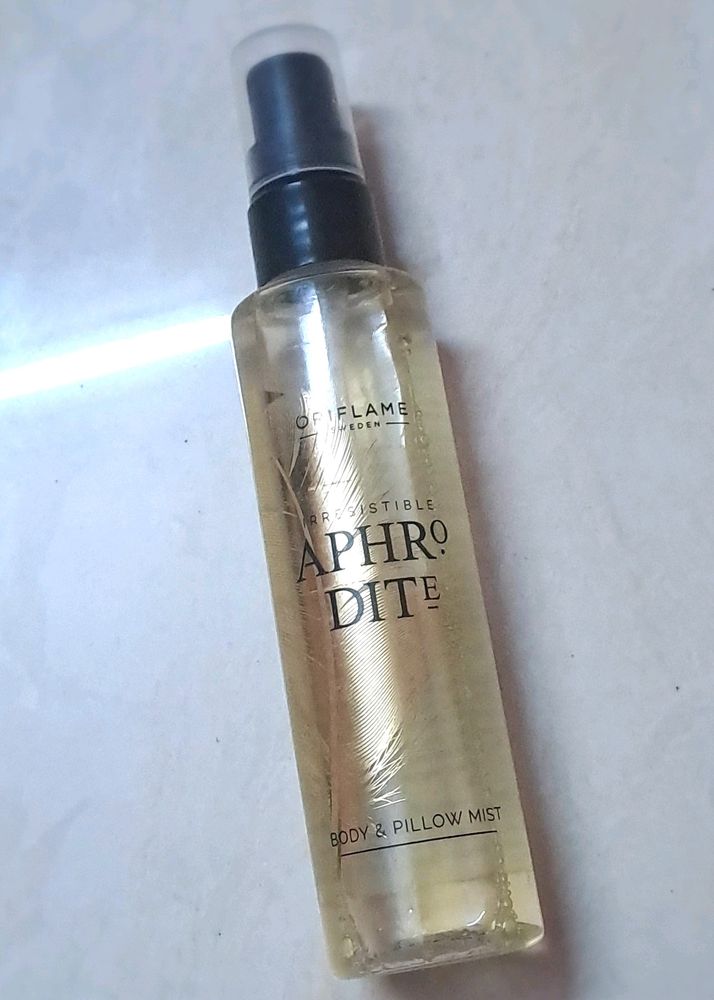 ORIFLAME
SWEDEN
IRRESISTIBLE
APHRO
DITE
BODY & PILLOW MIST